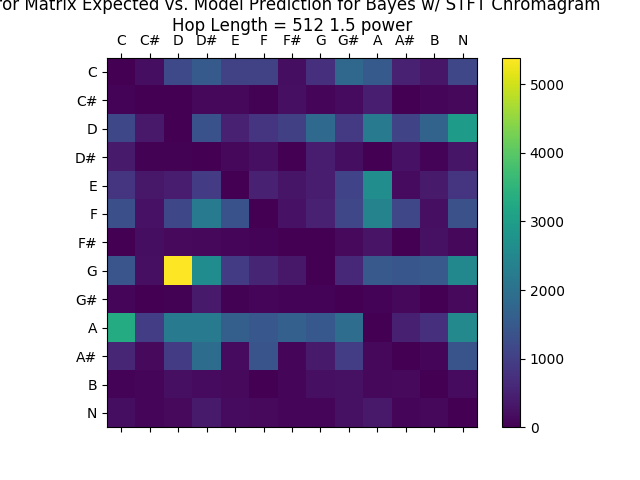 or Matrix Expected vs. Model Prediction for Bayes w/ STFT Chromagram
Hop Length = 512 1.5 power
C C# D D# E F F# G G# A A# B N
C
C#
D
D#
E
F
F#
G
G#
A
A#
B
N
5000
4000
3000
2000
1000
0